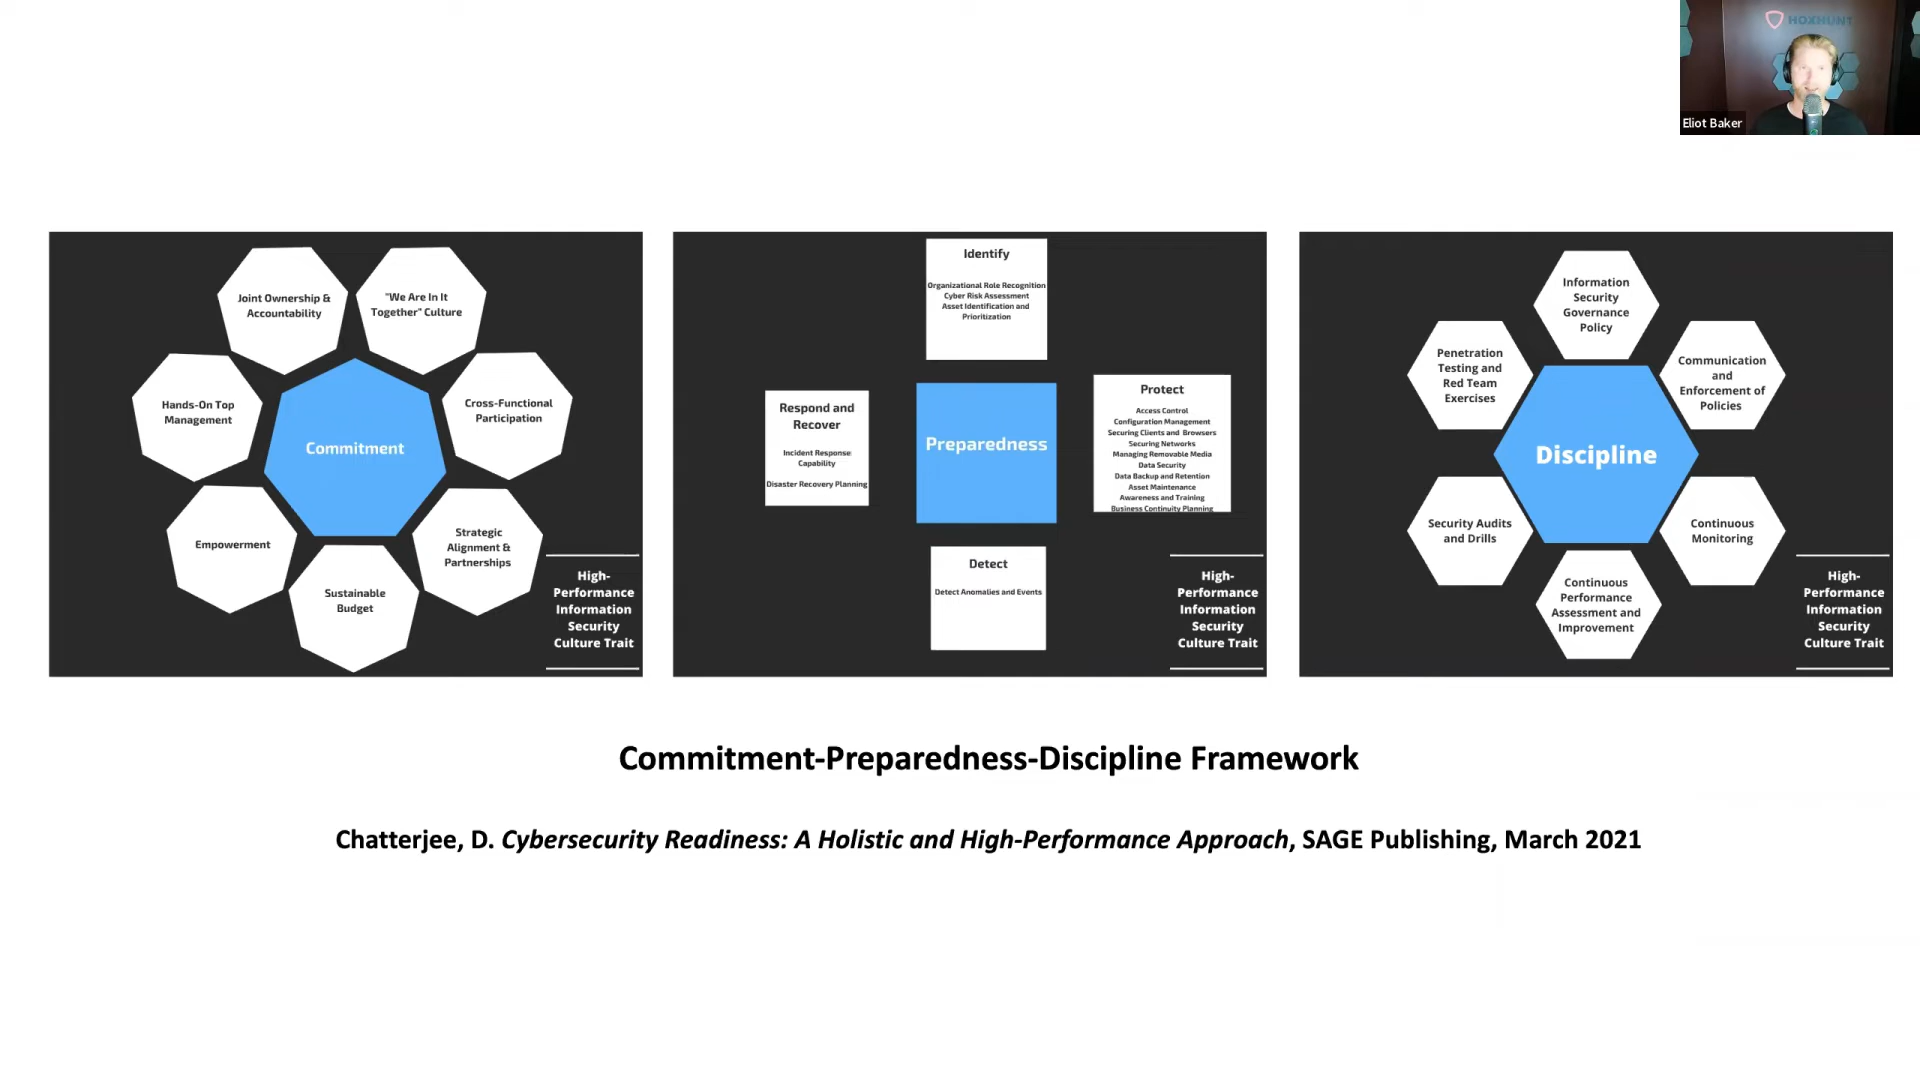 HOXHUNT
Eliot Baker
Joint Ownership &
Accountability
"We Are In It
Together" Culture
Hands-On Top
Management
Cross-Functional
Participation
Commitment
Empowerment
Strategic
Alignment &
Partnerships
Sustainable
Budget
High-
Performance
Information
Security
Culture Trait
Identify
Organizational Role Recognition
Cyber Risk Assessment
Asset Identification and
Prioritization
Respond and
Recover
Incident Response
Capability
Disaster Recovery Planning
Preparedness
Protect
Access Control
Configuration Management
Securing Clients and Browsers
Securing Networks
Managing Removable Media
Data Security
Data Backup and Retention
Asset Maintenance
Awareness and Training
Business Continuity Planning
Detect
Detect Anomalies and Events
High-
Performance
Information
Security
Culture Trait
Information
Security
Governance
Policy
Penetration
Testing and
Red Team
Exercises
Communication
and
Enforcement of
Policies
Discipline
Security Audits
and Drills
Continuous
Monitoring
Continuous
Performance
Assessment and
Improvement
High-
Performance
Information
Security
Culture Trait
Commitment-Preparedness-Discipline Framework
Chatterjee, D. Cybersecurity Readiness: A Holistic and High-Performance Approach, SAGE Publishing, March 2021